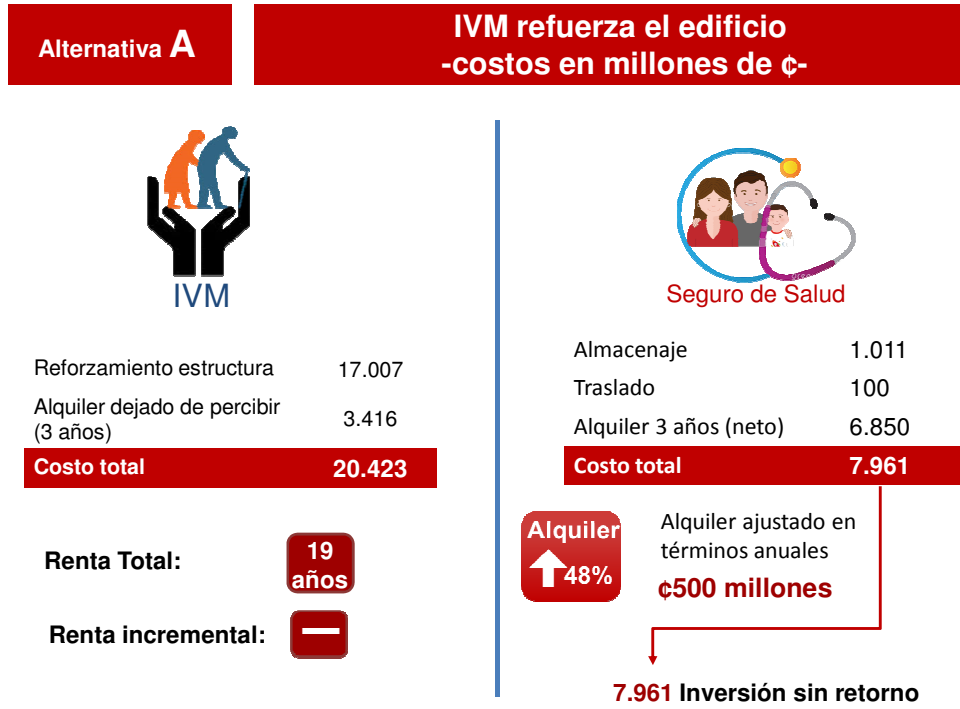 Alternativa A
IVM refuerza el edificio
-costos en millones de ¢-
IVM
Reforzamiento estructura 17.007
Alquiler dejado de percibir
(3 años) 3.416
Costo total 20.423
Renta Total: 19
años
Renta incremental: —
Seguro de Salud
Almacenaje 1.011
Traslado 100
Alquiler 3 años (neto) 6.850
Costo total 7.961
Alquiler
48%
Alquiler ajustado en
términos anuales
¢500 millones
7.961 Inversión sin retorno